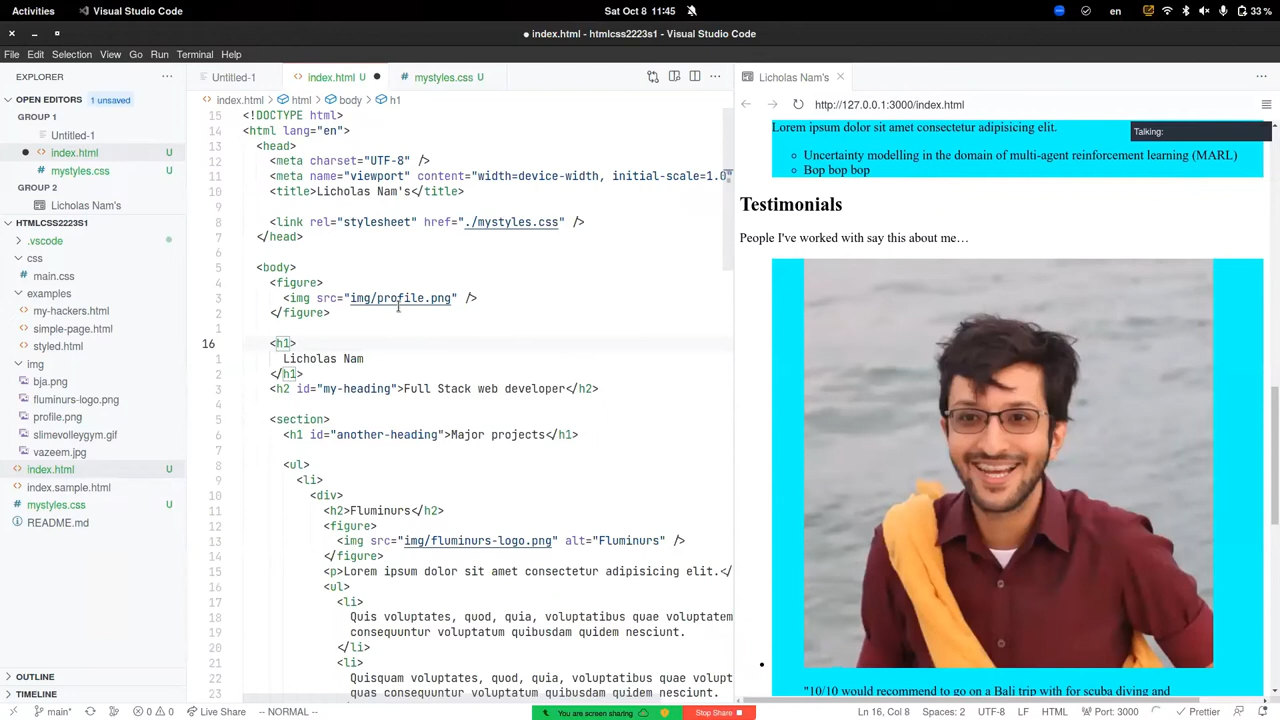 Activities
Visual Studio Code
Sat Oct 8 11:45
en
33 %
● index.html - htmlcss2223s1 - Visual Studio Code
File Edit Selection View Go Run Terminal Help
EXPLORER
OPEN EDITORS 1 unsaved
GROUP 1
Untitled-1
index.html U
mystyles.css U
GROUP 2
Licholas Nam's
HTMLCSS2223S1
.vscode
css
main.css
examples
my-hackers.html
simple-page.html
styled.html
img
bja.png
fluminurs-logo.png
profile.png
slimevolleygym.gif
vazeem.jpg
index.html U
index.sample.html
mystyles.css U
README.md
OUTLINE
TIMELINE
Untitled-1
index.html U ●
mystyles.css U
index.html > html > body > h1
15 <!DOCTYPE html>
14 <html lang="en">
13 <head>
12 <meta charset="UTF-8" />
11 <meta name="viewport" content="width=device-width, initial-scale=1.0"
10 <title>Licholas Nam's</title>
9
8 <link rel="stylesheet" href="./mystyles.css" />
7 </head>
6
5 <body>
4 <figure>
3 <img src="img/profile.png" />
2 </figure>
1
16 <h1>
1 Licholas Nam
2 </h1>
3 <h2 id="my-heading">Full Stack web developer</h2>
4
5 <section>
6 <h1 id="another-heading">Major projects</h1>
7
8 <ul>
9 <li>
10 <div>
11 <h2>Fluminurs</h2>
12 <figure>
13 <img src="img/fluminurs-logo.png" alt="Fluminurs" />
14 </figure>
15 <p>Lorem ipsum dolor sit amet consectetur adipisicing elit.</
16 <ul>
17 <li>
18 Quis voluptates, quod, quia, voluptatibus quae voluptatem
19 consequuntur voluptatum quibusdam quidem nesciunt.
20 </li>
21 <li>
22 Quisquam voluptates, quod, quia, voluptatibus quae voluptatem
23 quas consequuntur voluptatum quibusdam quidem nesciunt.
Licholas Nam's
http://127.0.0.1:3000/index.html
Talking:
Lorem ipsum dolor sit amet consectetur adipisicing elit.
Uncertainty modelling in the domain of multi-agent reinforcement learning (MARL)
Bop bop bop
Testimonials
People I've worked with say this about me…
"10/10 would recommend to go on a Bali trip with for scuba diving and
main*
0 0
Live Share
-- NORMAL --
You are screen sharing
Stop Share
Ln 16, Col 8
Spaces: 2
UTF-8
LF
HTML
Port: 3000
Prettier